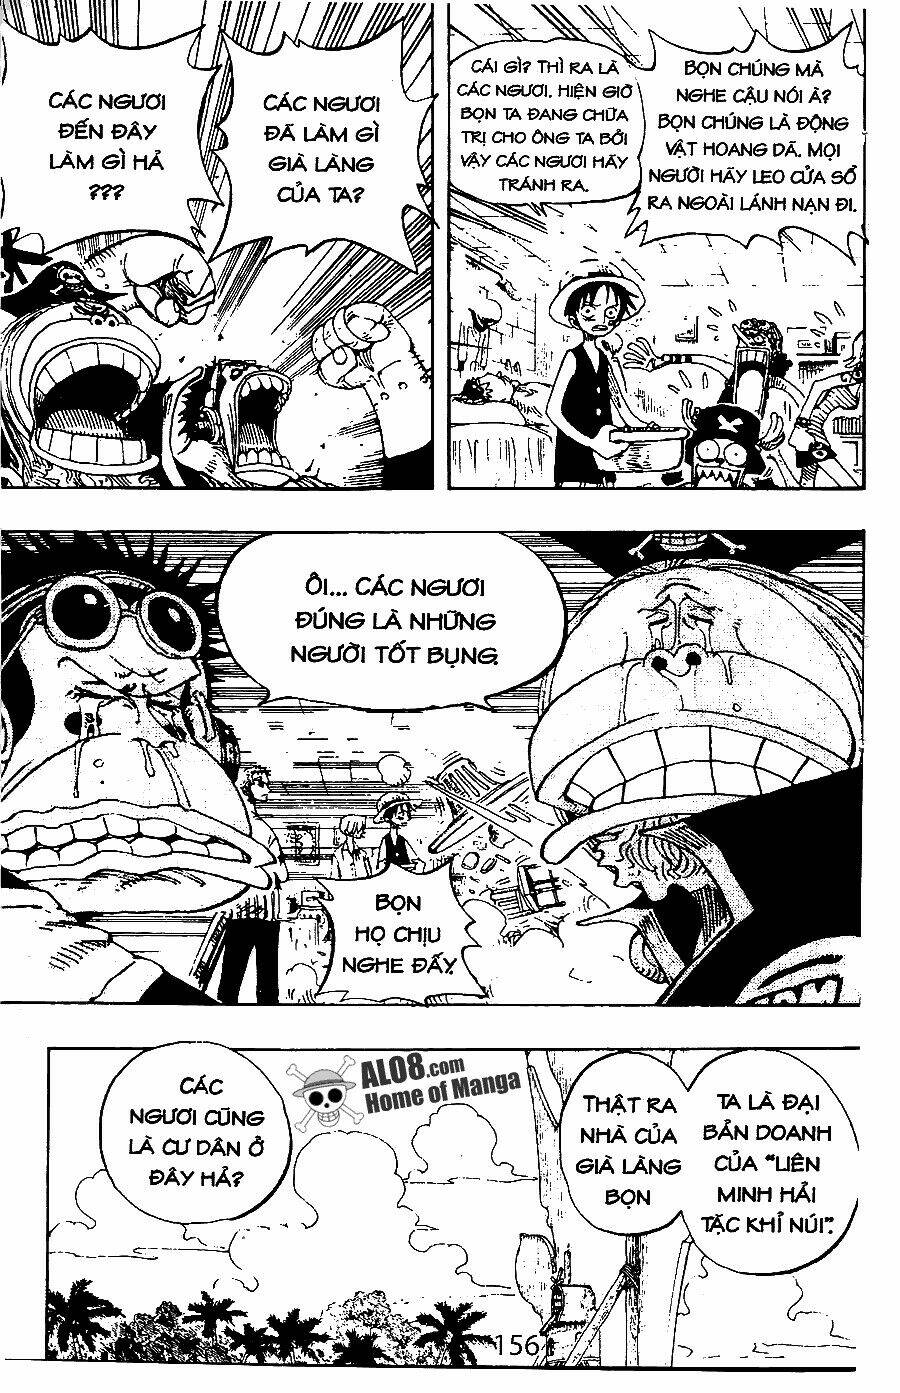 BỌN CHÚNG MÀ
NGHE CẬU NÓI À?
BỌN CHÚNG LÀ ĐỘNG
VẬT HOANG DÃ. MỌI
NGƯỜI HÃY LEO CỬA SỔ
RA NGOÀI LÁNH NẠN ĐI.
CÁI GÌ? THÌ RA LÀ
CÁC NGƯƠI. HIỆN GIỜ
BỌN TA ĐANG CHỮA
TRỊ CHO ÔNG TA BỞI
VẬY CÁC NGƯƠI HÃY
TRÁNH RA.
CÁC NGƯƠI
ĐÃ LÀM GÌ
GIÀ LÀNG
CỦA TA?
CÁC NGƯƠI
ĐẾN ĐÂY
LÀM GÌ HẢ
???
ÔI... CÁC NGƯƠI
ĐÚNG LÀ NHỮNG
NGƯỜI TỐT BỤNG.
BỌN
HỌ CHỊU
NGHE ĐẤY.
TA LÀ ĐẠI
BẢN DOANH
CỦA "LIÊN
MINH HẢI
TẶC KHỈ NÚI".
THẬT RA
NHÀ CỦA
GIÀ LÀNG
BỌN
CÁC
NGƯƠI CŨNG
LÀ CƯ DÂN Ở
ĐÂY HẢ?
AL08.com
Home of Manga
156